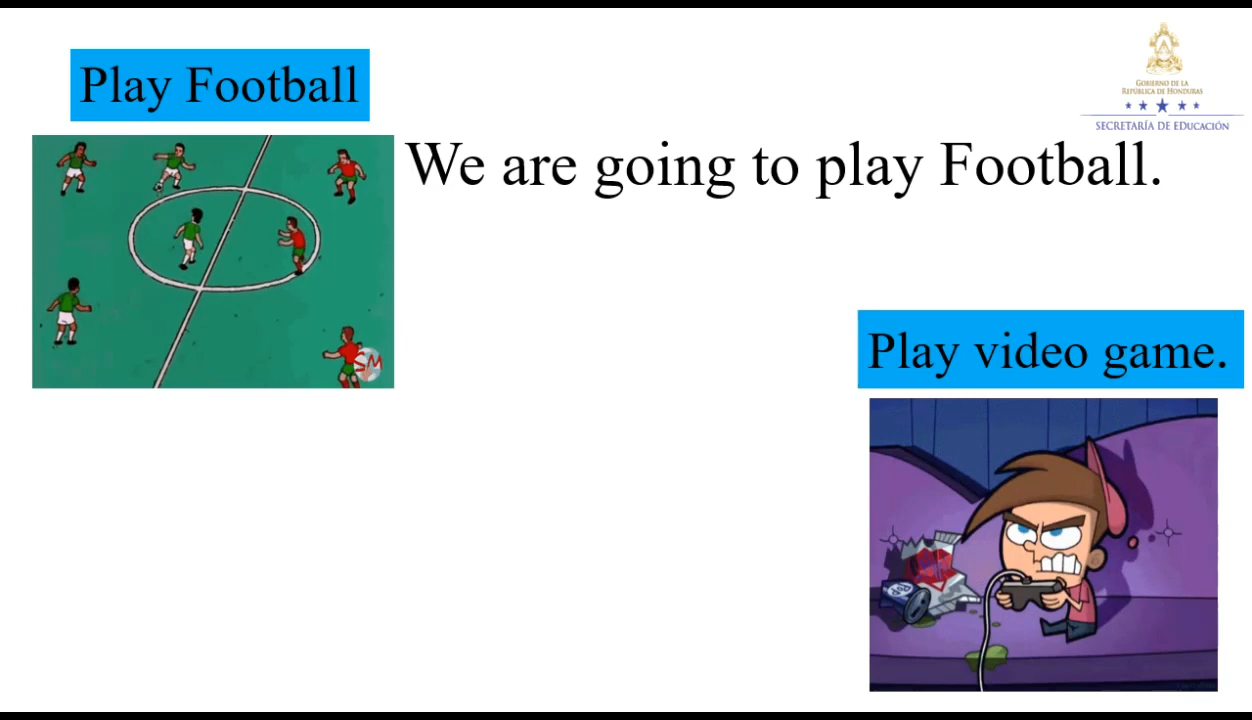 Play Football
GOBIERNO DE LA
REPÚBLICA DE HONDURAS
SECRETARÍA DE EDUCACIÓN
We are going to play Football.
SM
Play video game.